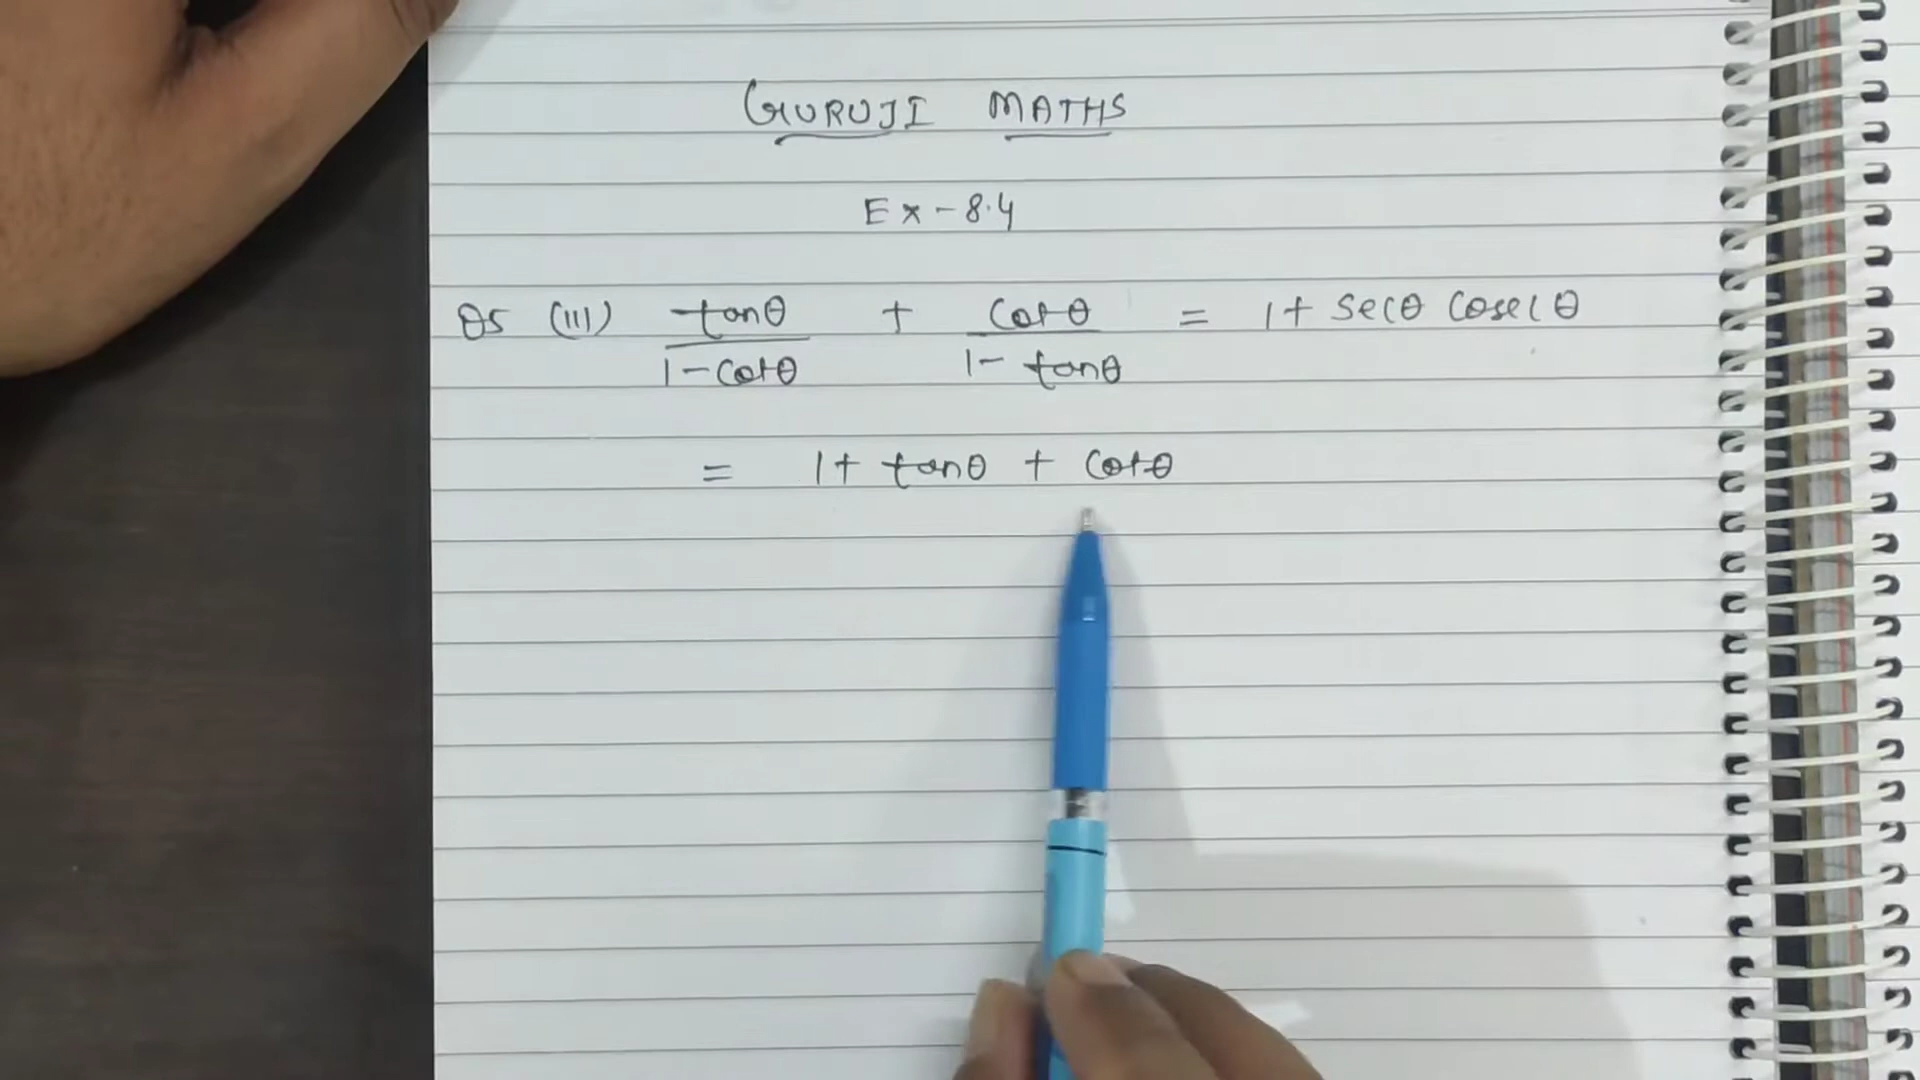 GURUJI MATHS
Ex-8.4
Q5 (III) tanθ/1-cotθ + cotθ/1-tanθ = 1+ secθ cosecθ
= 1+ tanθ + cotθ